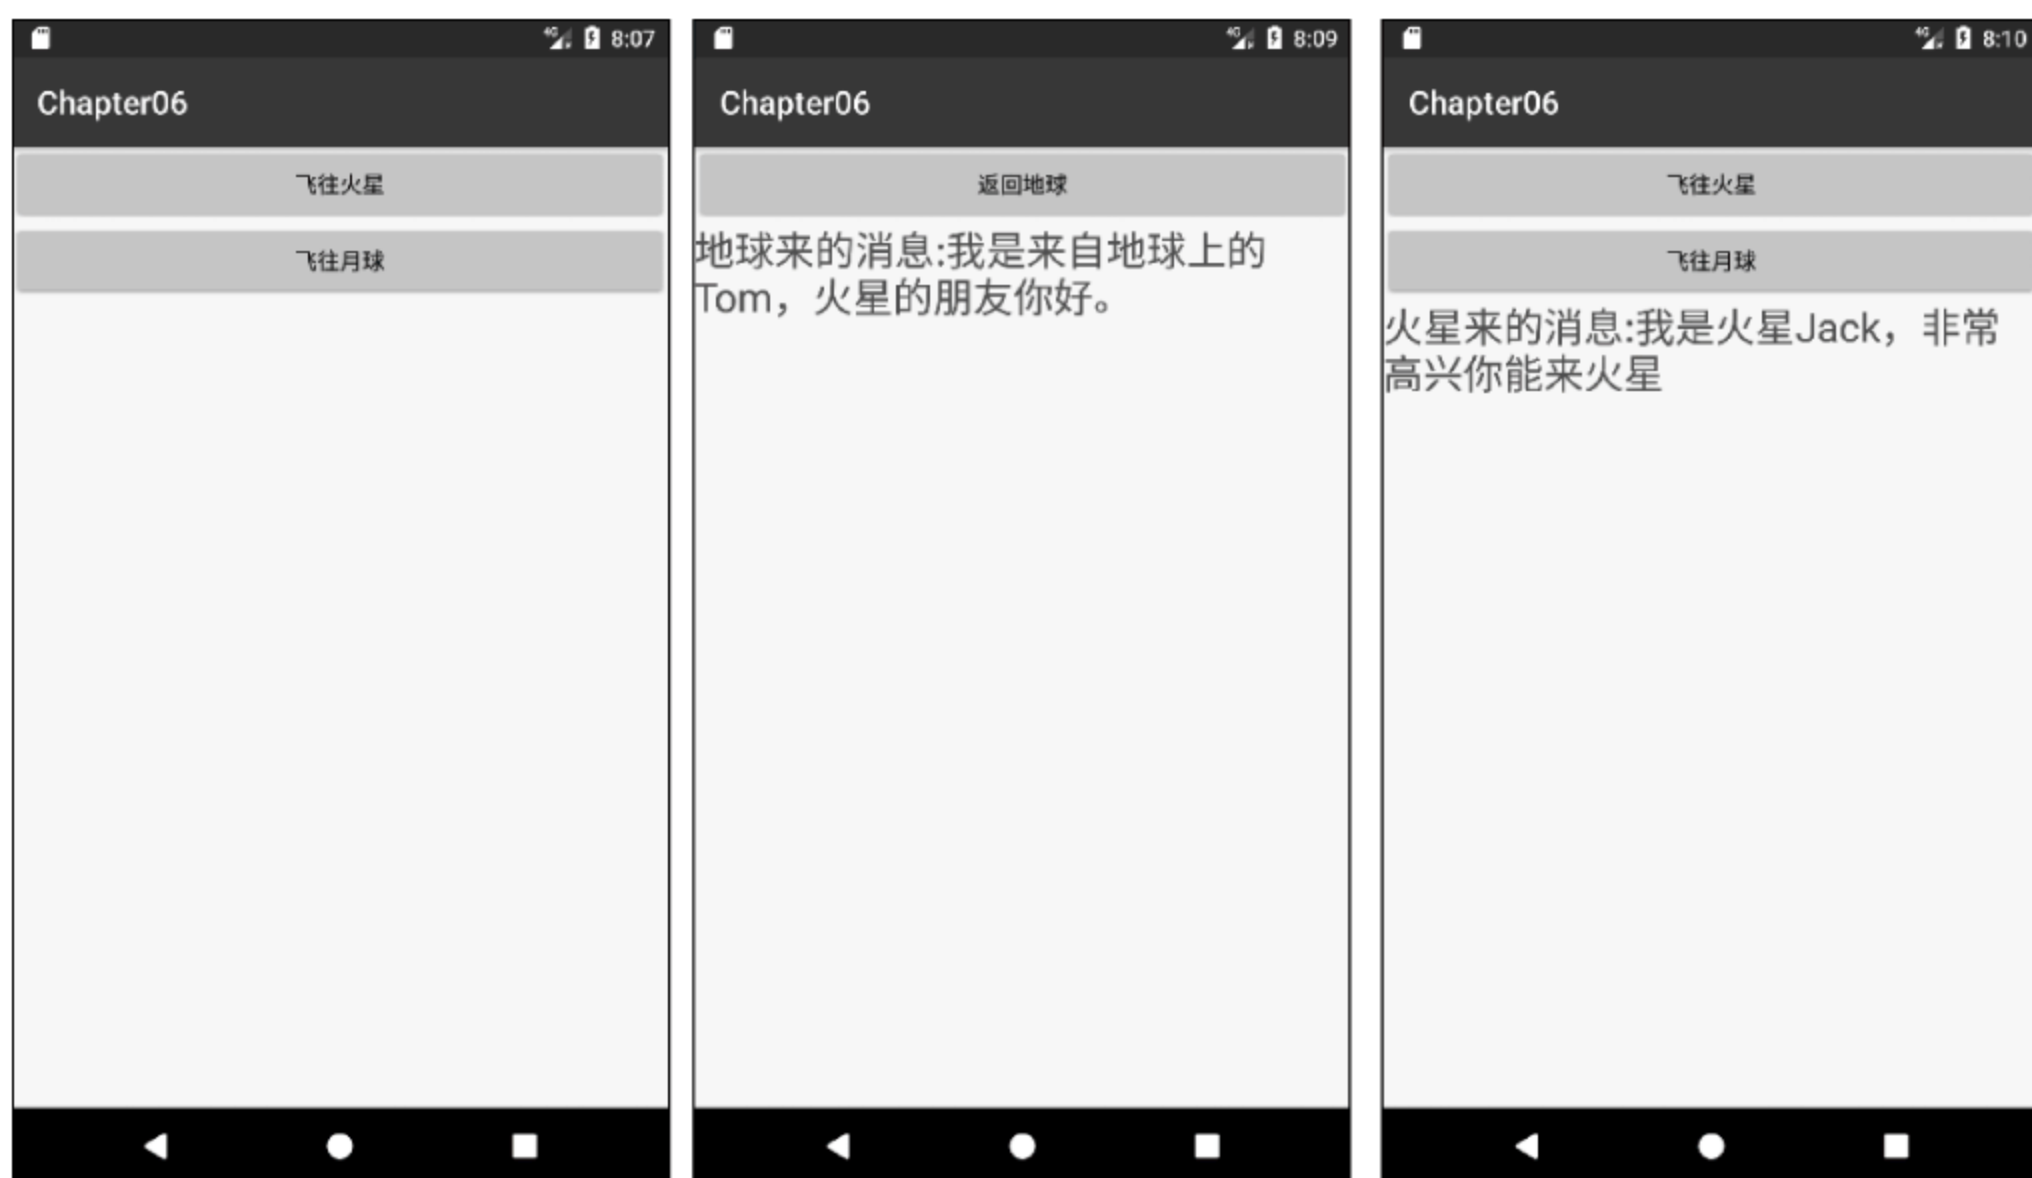 8:07
Chapter06
飞往火星
飞往月球
8:09
Chapter06
返回地球
地球来的消息:我是来自地球上的
Tom，火星的朋友你好。
8:10
Chapter06
飞往火星
飞往月球
火星来的消息:我是火星Jack，非常
高兴你能来火星